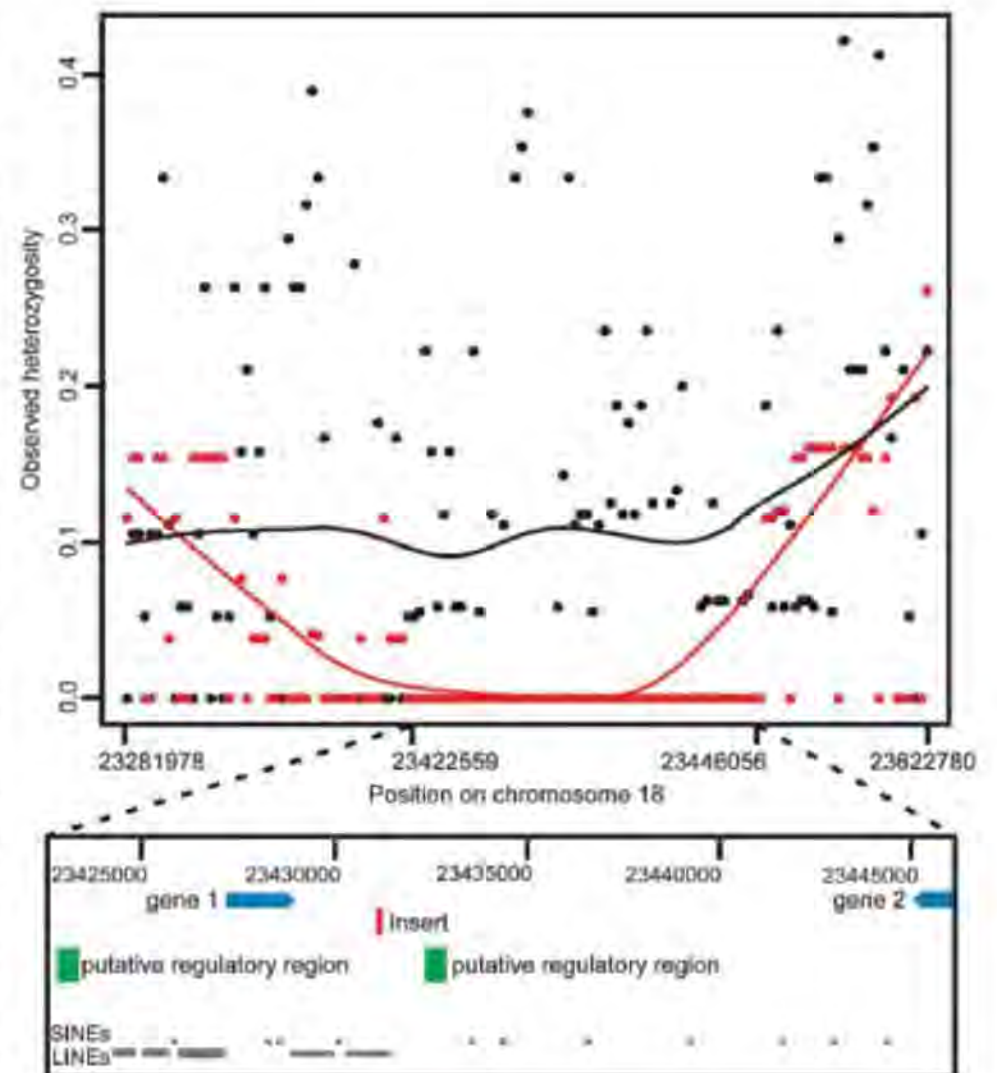 Observed heterozygosity
0.4
0.3
0.2
0.1
0.0
23281978 23422559 23446056 23622780
Position on chromosome 18
23425000 23430000 23435000 23440000 23445000
gene 1 gene 2
insert
putative regulatory region putative regulatory region
SINEs
LINEs